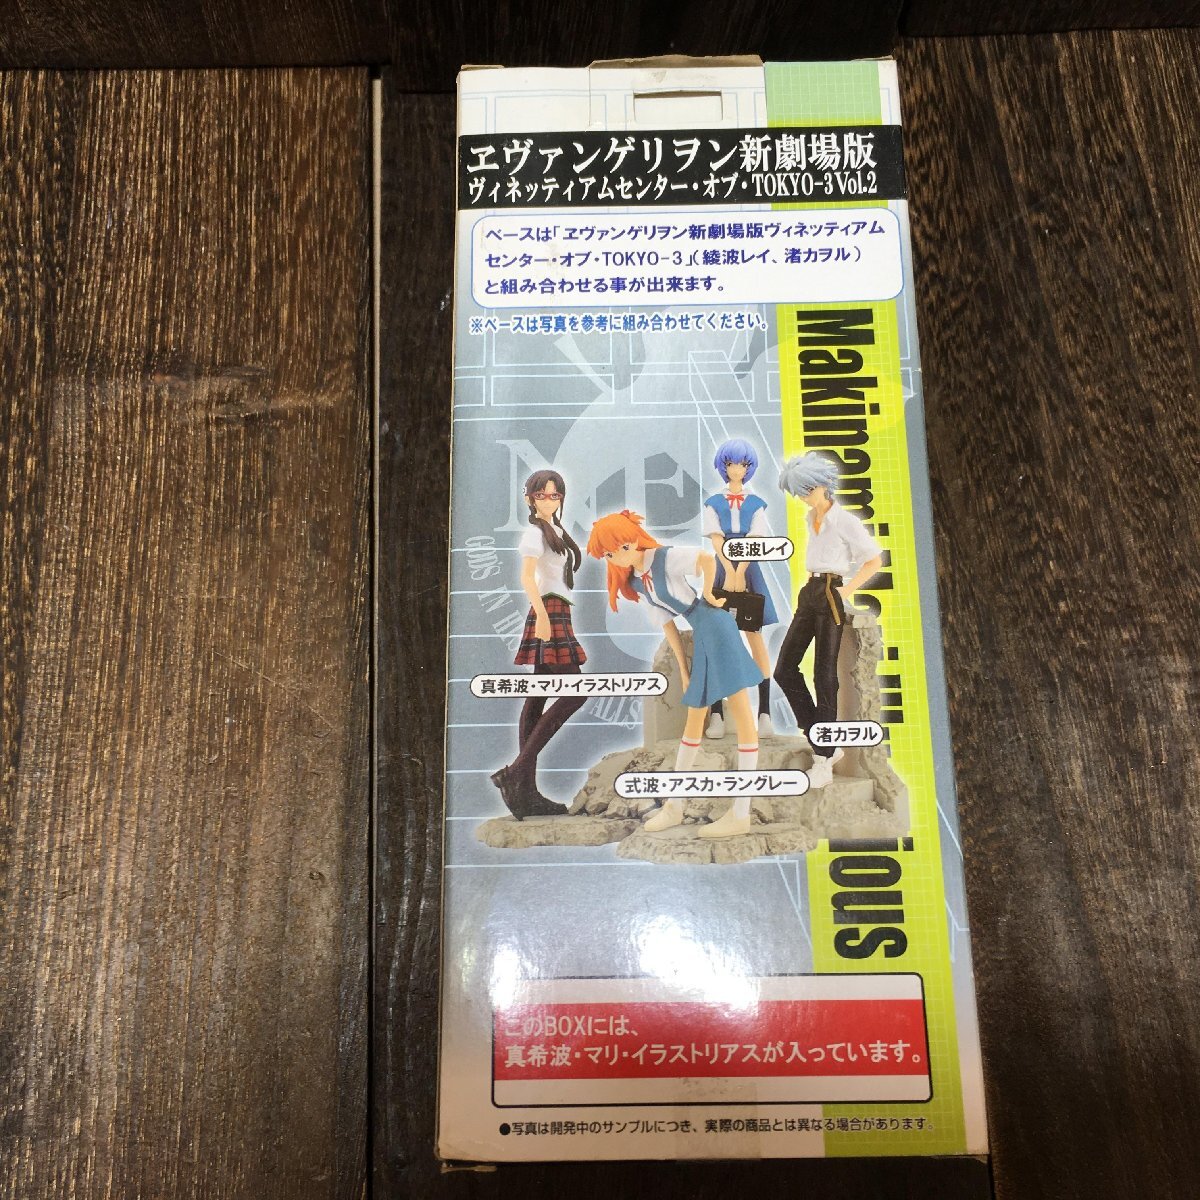 ヱヴァンゲリヲン新劇場版
ヴィネッティアムセンター・オブ・TOKYO-3 Vol.2
ベースは「ヱヴァンゲリヲン新劇場版ヴィネッティアム
センター・オブ・TOKYO-3」(綾波レイ、渚カヲル)
と組み合わせる事が出来ます。
※ベースは写真を参考に組み合わせてください。
Makinami
綾波レイ
真希波・マリ・イラストリアス
渚カヲル
式波・アスカ・ラングレー
GOD'S IN HIS
このBOXには、
真希波・マリ・イラストリアスが入っています。
●写真は開発中のサンプルにつき、実際の商品とは異なる場合があります。